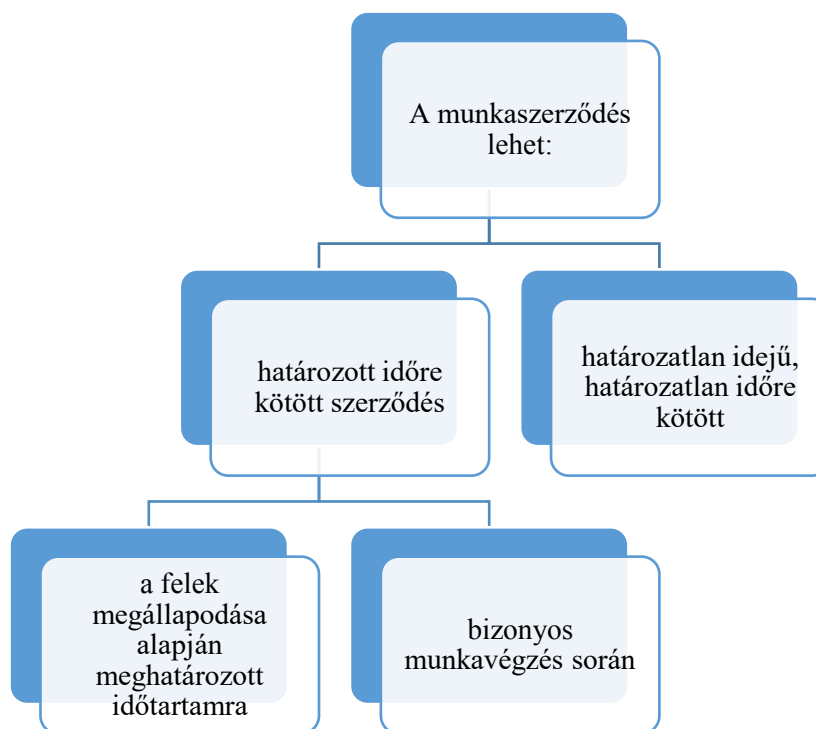 A munkaszerződés
lehet:
határozott időre
kötött szerződés
határozatlan idejű,
határozatlan időre
kötött
a felek
megállapodása
alapján
meghatározott
időtartamra
bizonyos
munkavégzés során